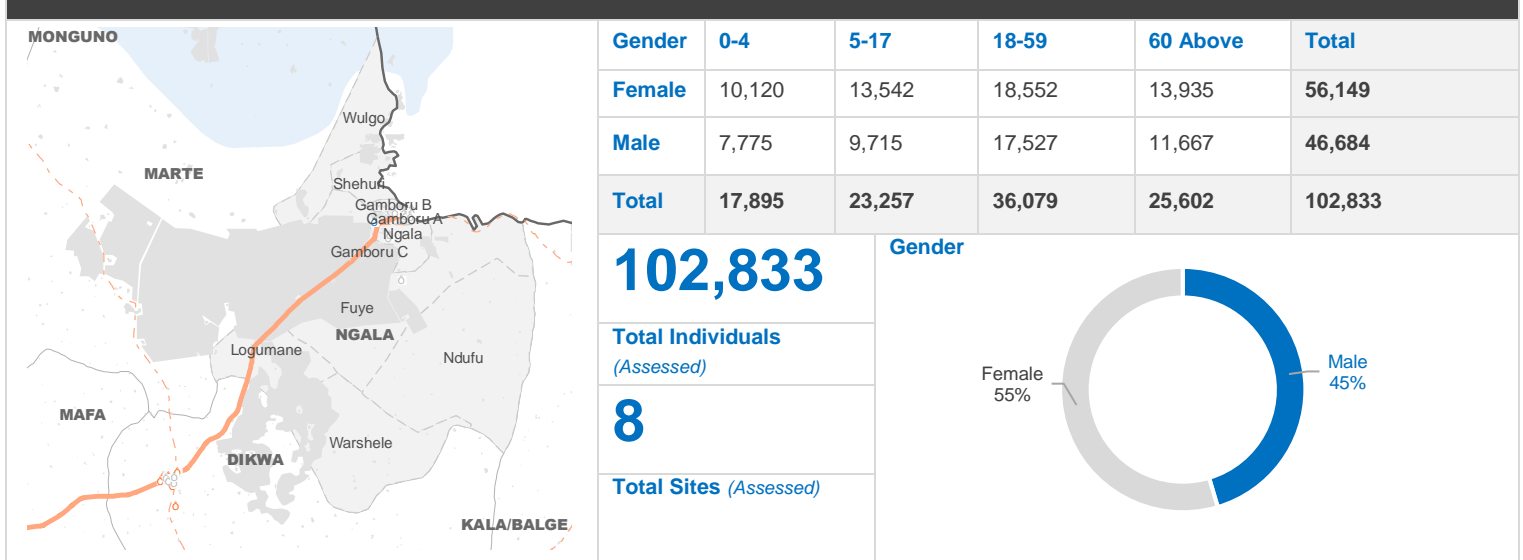 MONGUNO
Wulgo
MARTE
Shehuri
Gamboru B
Gamboru A
Ngala
Gamboru C
Fuye
NGALA
Logumane
Ndufu
MAFA
Warshele
DIKWA
KALA/BALGE
Gender 0-4 5-17 18-59 60 Above Total
Female 10,120 13,542 18,552 13,935 56,149
Male 7,775 9,715 17,527 11,667 46,684
Total 17,895 23,257 36,079 25,602 102,833
102,833
Total Individuals
(Assessed)
8
Total Sites (Assessed)
Gender
Female
55%
Male
45%